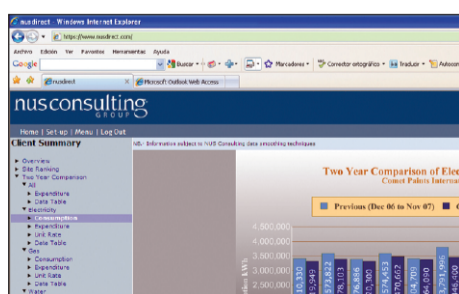 nusdirect - Windows Internet Explorer
https://www.nusdirect.com/
Archivo Edición Ver Favoritos Herramientas Ayuda
Google Buscar Marcadores Corrector ortográfico Traducir
nusdirect Microsoft Outlook Web Access
nusconsulting
GROUP
Home | Set up | Menu | Log Out
Client Summary
NB:- Information subject to NUS Consulting data smoothing techniques
Overview
Site Ranking
Two Year Comparison
All
Expenditure
Data Table
Electricity
Consumption
Expenditure
Unit Rate
Data Table
Gas
Consumption
Expenditure
Unit Rate
Data Table
Water
Two Year Comparison of Elec
Comet Paints Interna
Previous (Dec 06 to Nov 07)
4,500,000
4,000,000
3,500,000
3,000,000
2,500,000
kWh